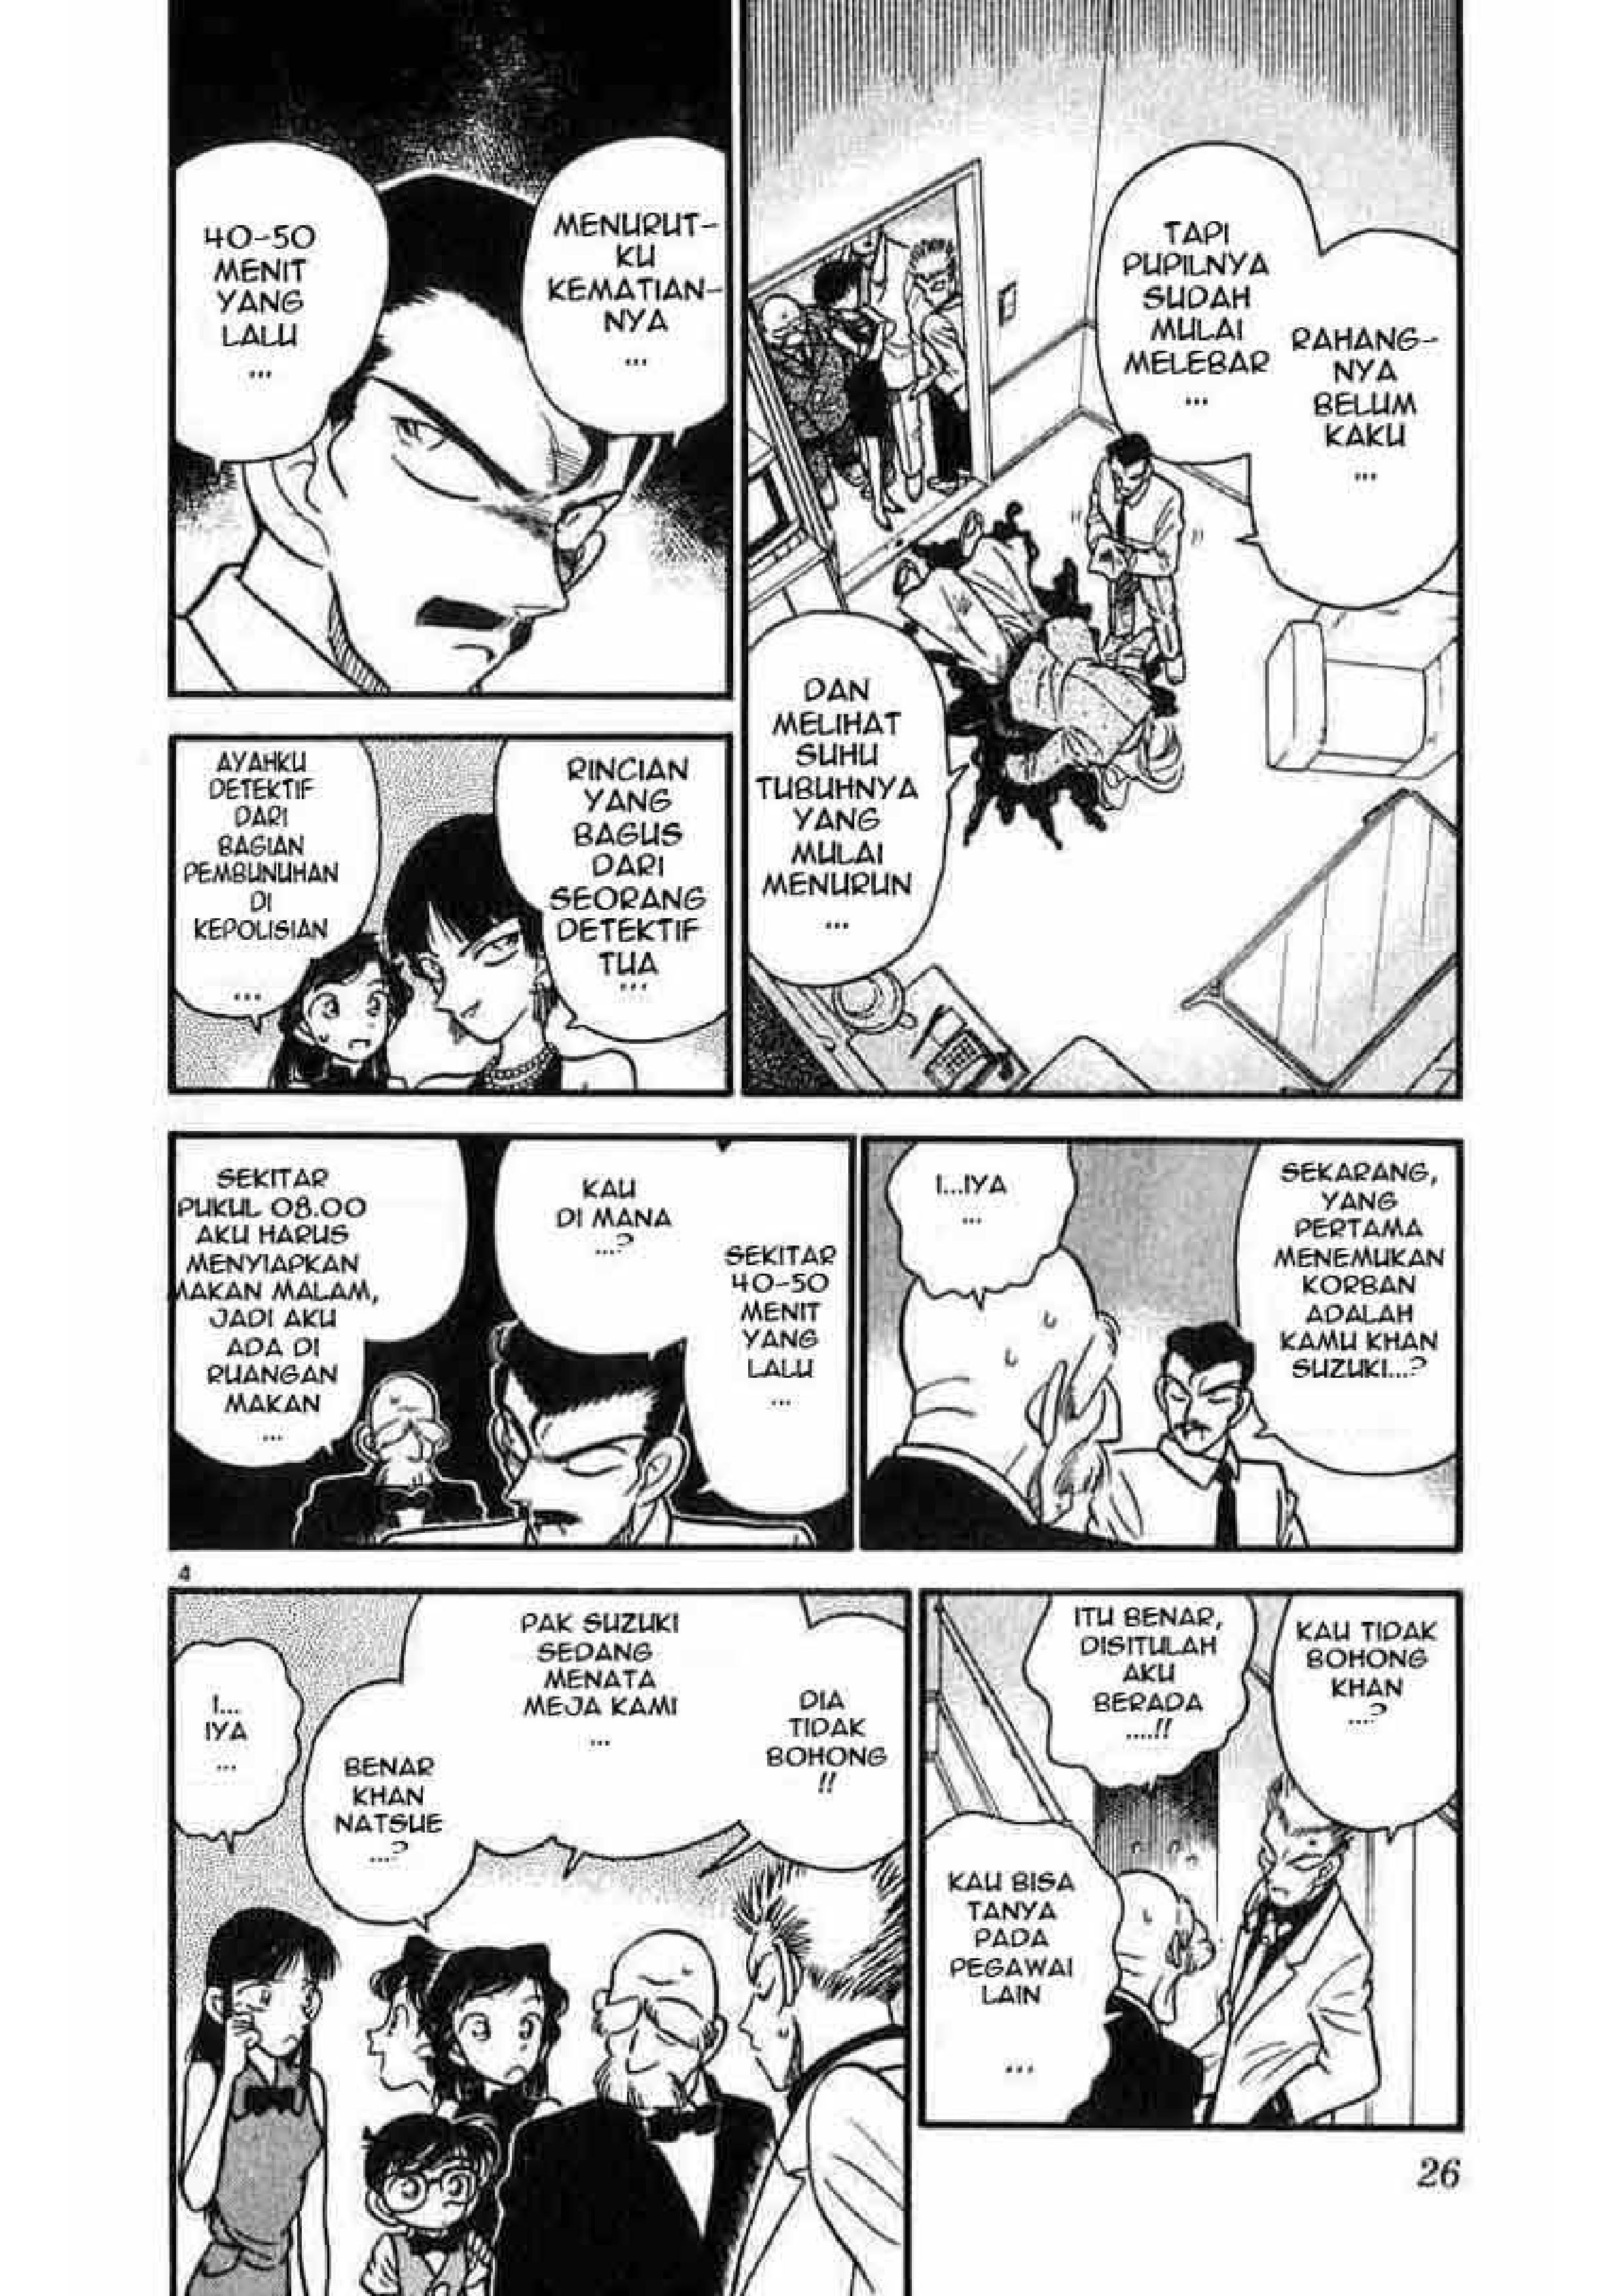 RAHANG-
NYA
BELUM
KAKU
...
TAPI
PUPILNYA
SUDAH
MULAI
MELEBAR
...
DAN
MELIHAT
SUHU
TUBUHNYA
YANG
MULAI
MENURUN
...
MENURUT-
KU
KEMATIAN-
NYA
...
40-50
MENIT
YANG
LALU
...
RINCIAN
YANG
BAGUS
DARI
SEORANG
DETEKTIF
TUA
...
AYAHKU
DETEKTIF
DARI
BAGIAN
PEMBUNUHAN
DI
KEPOLISIAN
...
SEKARANG,
YANG
PERTAMA
MENEMUKAN
KORBAN
ADALAH
KAMU KHAN
SUZUKI...?
I...IYA
...
SEKITAR
40-50
MENIT
YANG
LALU
...
KAU
DI MANA
...?
SEKITAR
PUKUL 08.00
AKU HARUS
MENYIAPKAN
MAKAN MALAM,
JADI AKU
ADA DI
RUANGAN
MAKAN
...
4
KAU TIDAK
BOHONG
KHAN
...?
ITU BENAR,
DISITULAH
AKU
BERADA
....!!
KAU BISA
TANYA
PADA
PEGAWAI
LAIN
...
DIA
TIDAK
BOHONG
!!
PAK SUZUKI
SEDANG
MENATA
MEJA KAMI
...
BENAR
KHAN
NATSUE
...?
I...
IYA
...
26